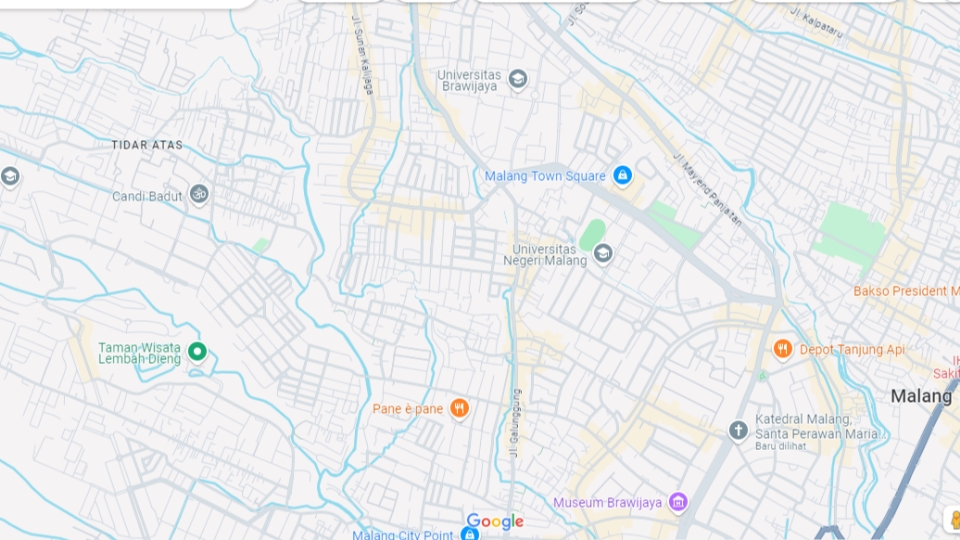 Jl. Kalpataru
Jl. Sunan Kalijaga
Universitas
Brawijaya
TIDAR ATAS
Malang Town Square
Jl. Mayjend Panjaitan
Candi Badut
Universitas
Negeri Malang
Bakso President M
Taman Wisata
Lembah Dieng
Depot Tanjung Api
Malang
Pane è pane
Jl. Galunggung
Katedral Malang,
Santa Perawan Maria...
Baru dilihat
Museum Brawijaya
Google
Malang City Point